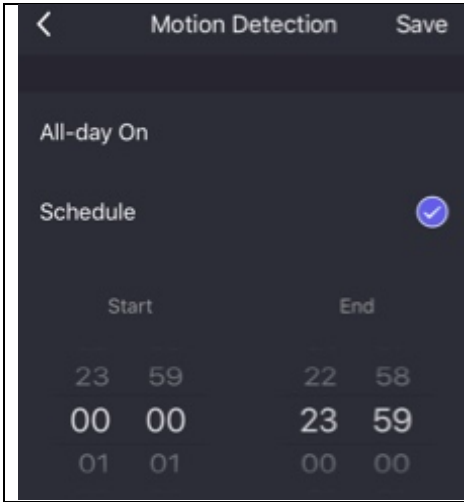 Motion Detection Save
All-day On
Schedule
Start End
23 59 22 58
00 00 23 59
01 01 00 00